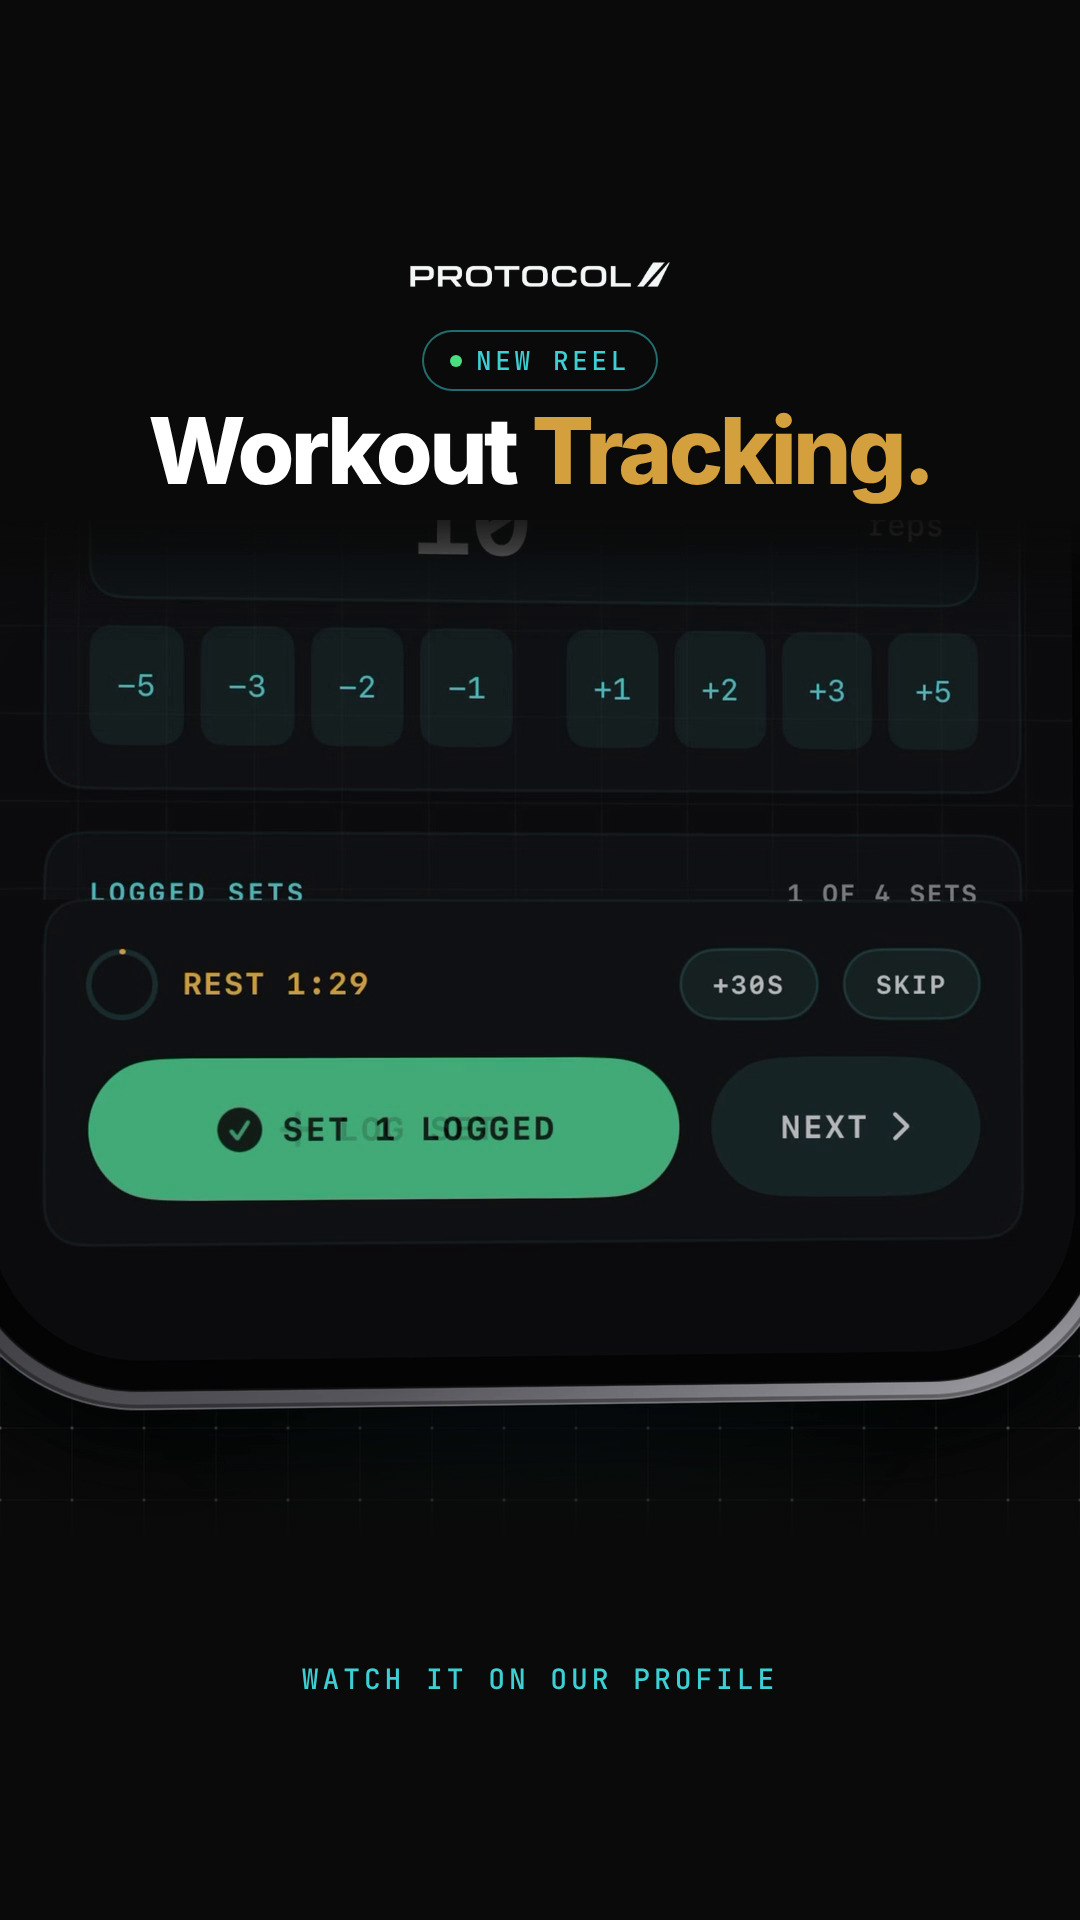 PROTOCOL
NEW REEL
Workout Tracking.
10 reps
−5 −3 −2 −1 +1 +2 +3 +5
LOGGED SETS 1 OF 4 SETS
REST 1:29 +30S SKIP
SET 1 LOGGED NEXT
WATCH IT ON OUR PROFILE